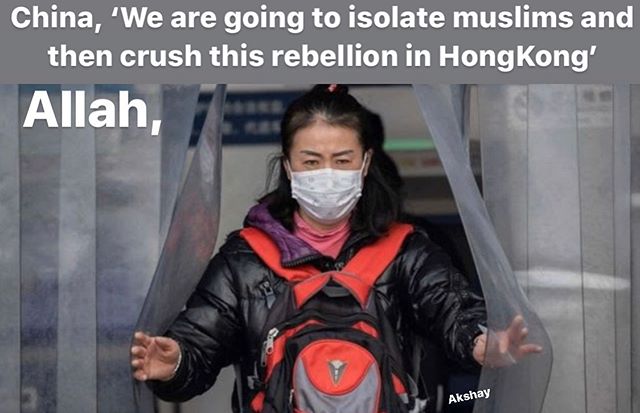 China, ‘We are going to isolate muslims and
then crush this rebellion in HongKong’
Allah,
Akshay